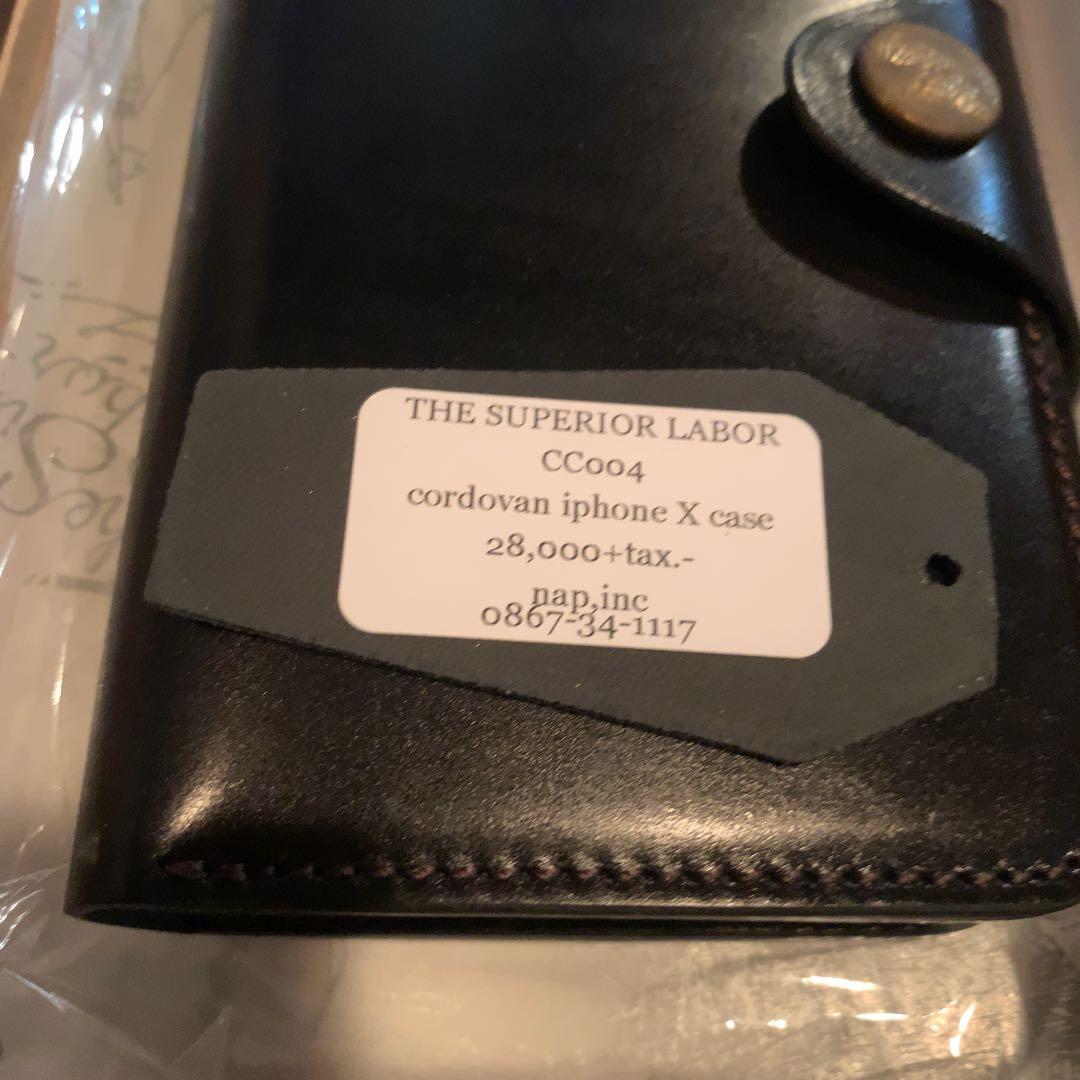 THE SUPERIOR LABOR
CC004
cordovan iphone X case
28,000+tax.-
nap,inc
0867-34-1117